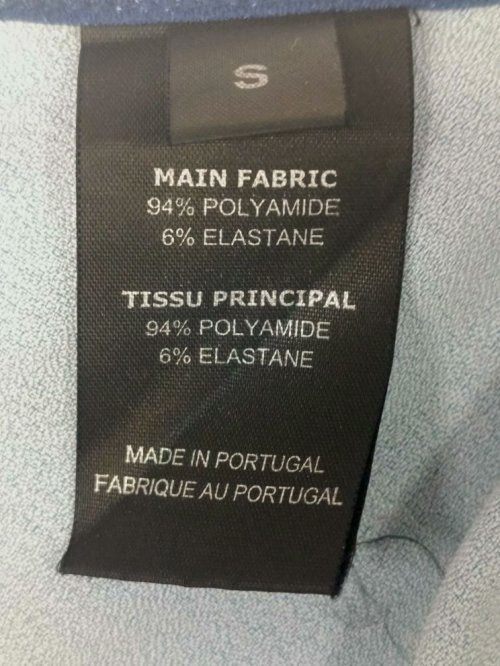 S
MAIN FABRIC
94% POLYAMIDE
6% ELASTANE
TISSU PRINCIPAL
94% POLYAMIDE
6% ELASTANE
MADE IN PORTUGAL
FABRIQUE AU PORTUGAL